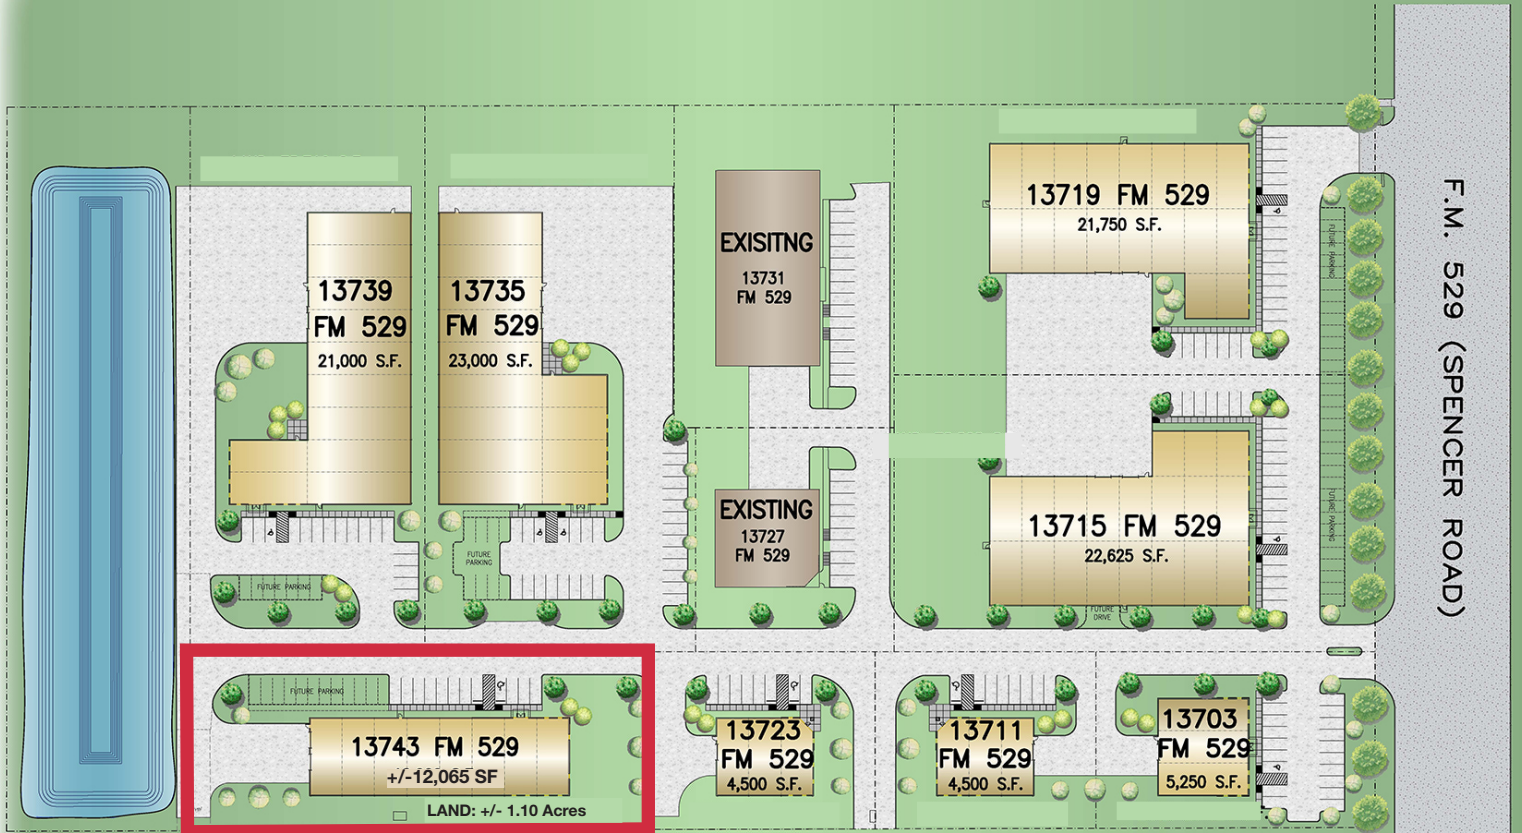 13719 FM 529
21,750 S.F.
EXISITNG
13731
FM 529
13739
FM 529
21,000 S.F.
13735
FM 529
23,000 S.F.
FUTURE PARKING
F.M. 529 (SPENCER ROAD)
EXISTING
13727
FM 529
13715 FM 529
22,625 S.F.
FUTURE PARKING
FUTURE
PARKING
FUTURE PARKING
FUTURE
DRIVE
FUTURE PARKING
13743 FM 529
+/-12,065 SF
LAND: +/- 1.10 Acres
13723
FM 529
4,500 S.F.
13711
FM 529
4,500 S.F.
13703
FM 529
5,250 S.F.